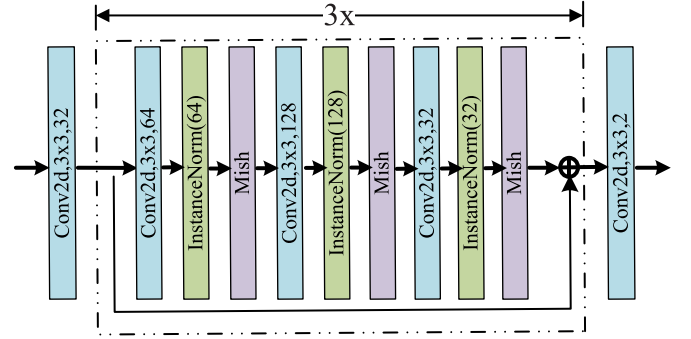 3x
Conv2d,3x3,32
Conv2d,3x3,64
InstanceNorm(64)
Mish
Conv2d,3x3,128
InstanceNorm(128)
Mish
Conv2d,3x3,32
InstanceNorm(32)
Mish
Conv2d,3x3,2